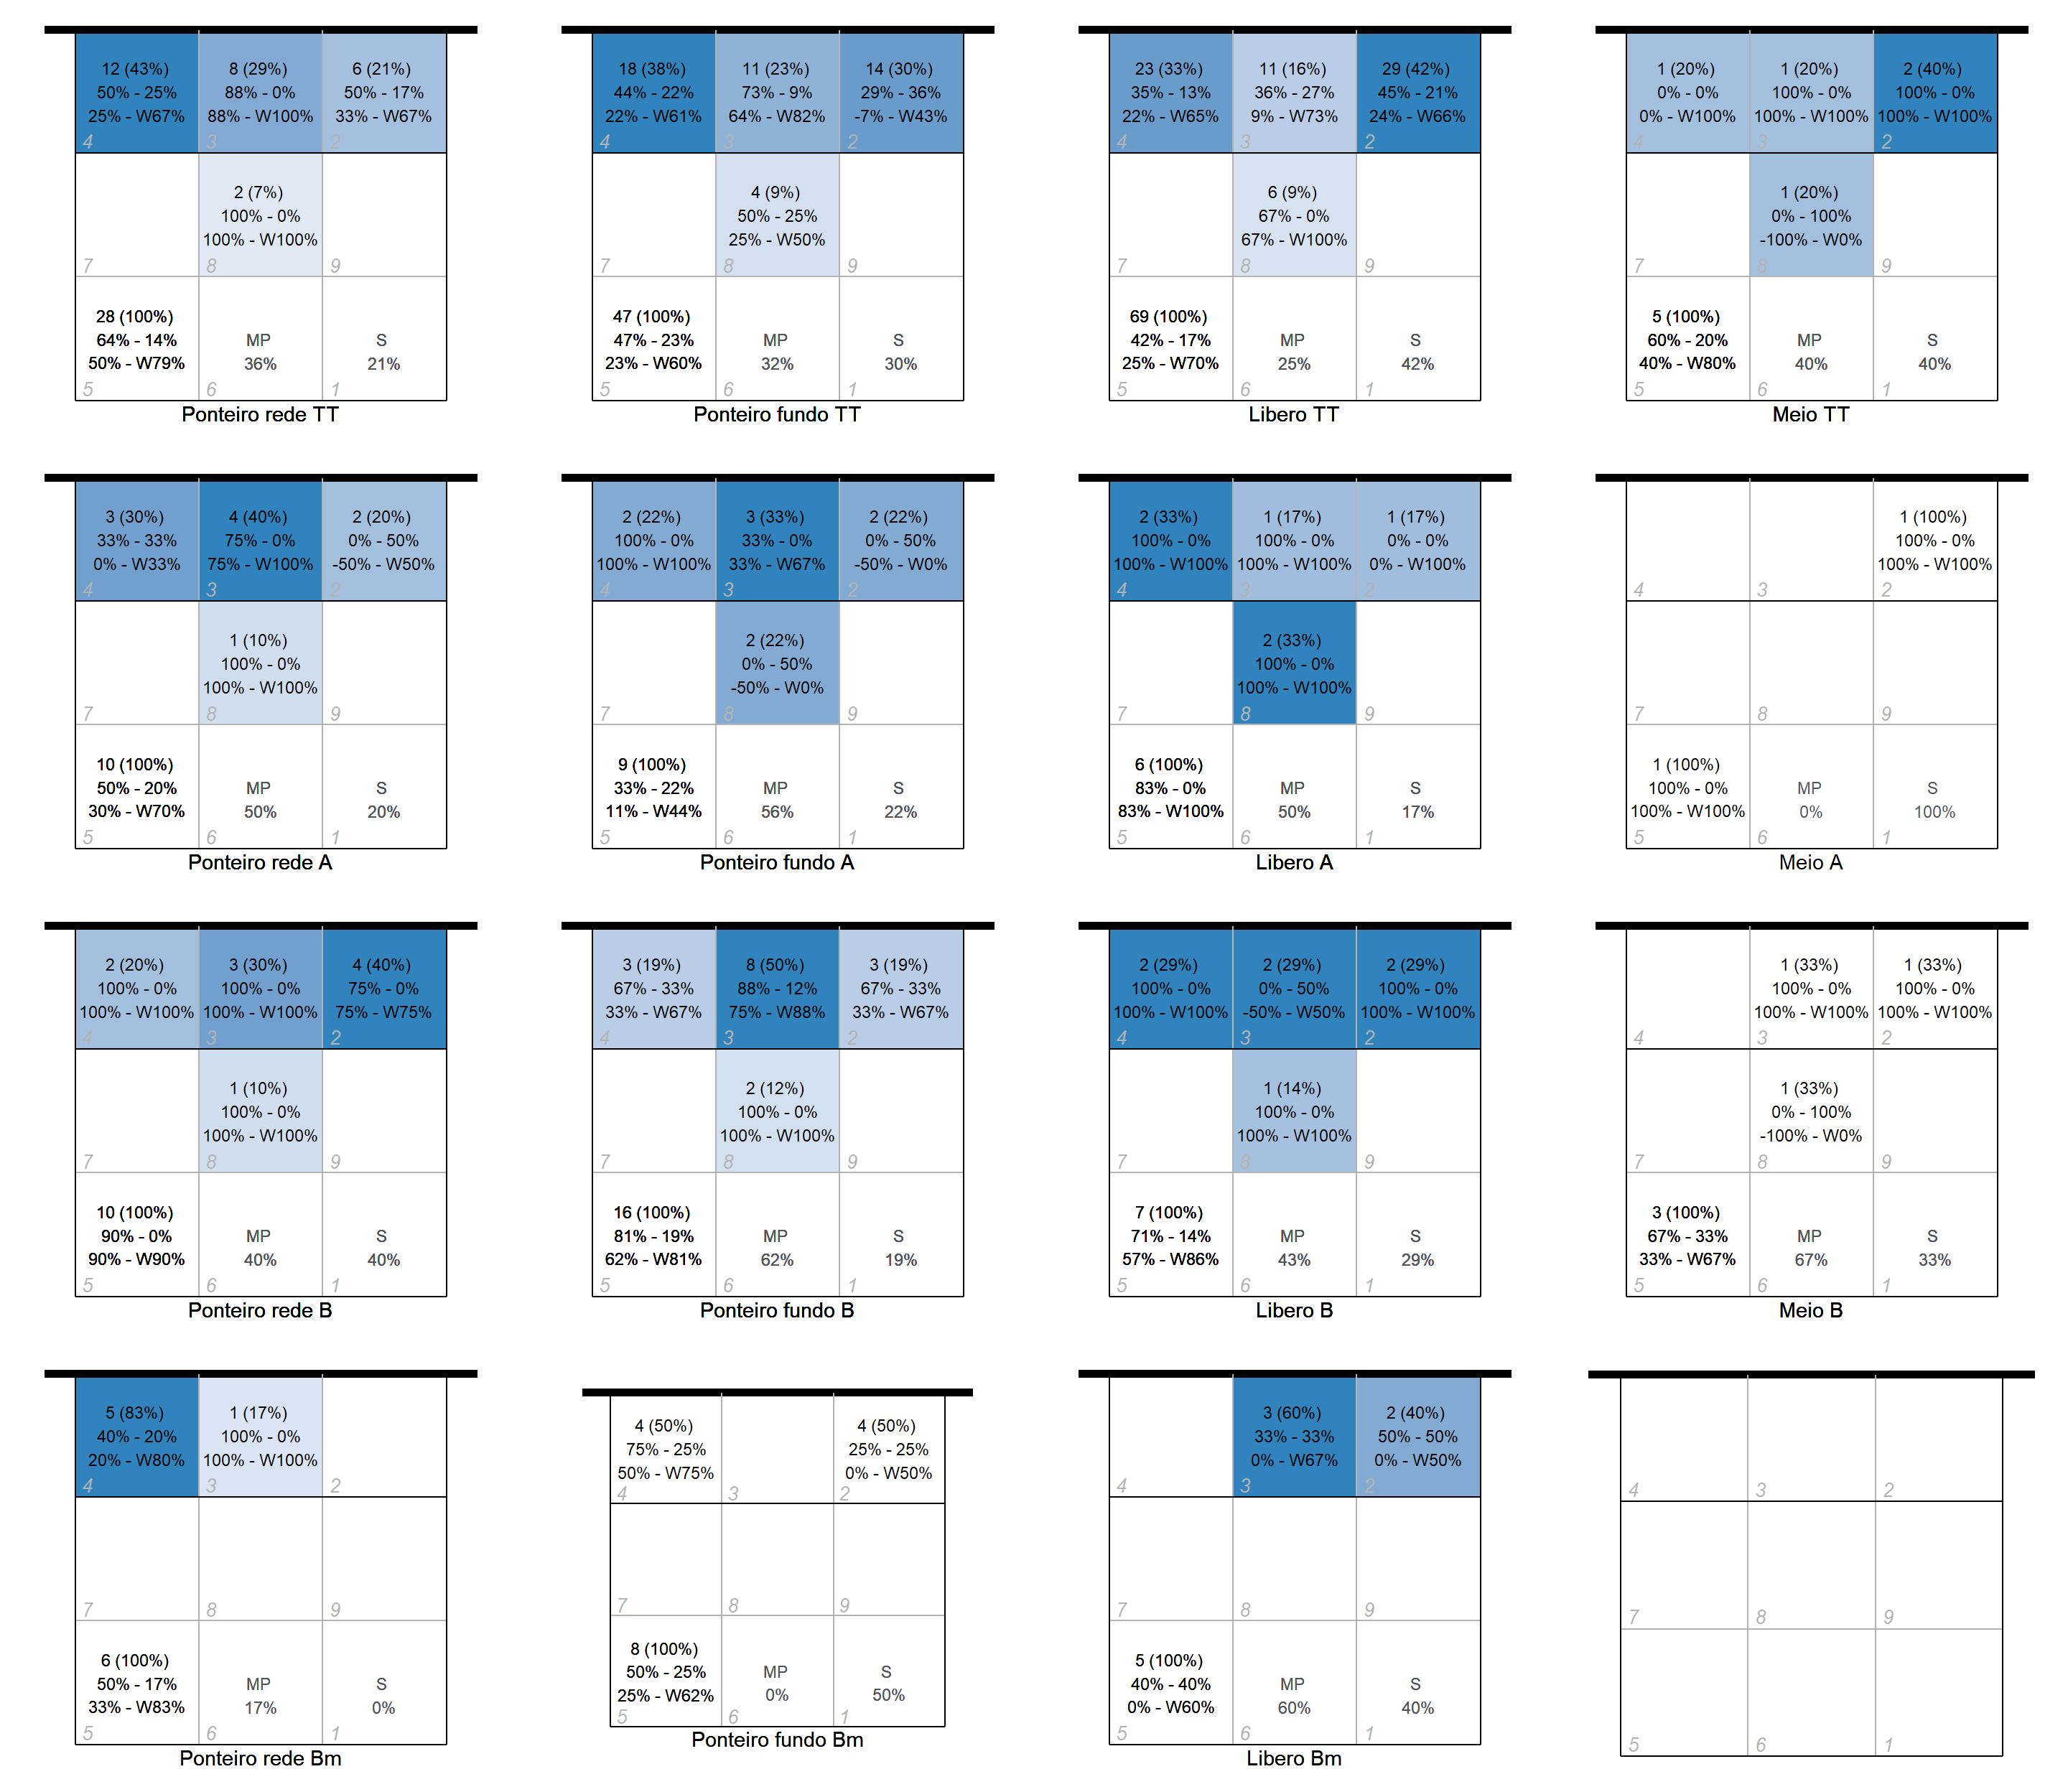 12 (43%)
50% - 25%
25% - W67%
4
8 (29%)
88% - 0%
88% - W100%
3
6 (21%)
50% - 17%
33% - W67%
2
7
2 (7%)
100% - 0%
100% - W100%
8
9
28 (100%)
64% - 14%
50% - W79%
5
MP
36%
6
S
21%
1
Ponteiro rede TT
18 (38%)
44% - 22%
22% - W61%
4
11 (23%)
73% - 9%
64% - W82%
3
14 (30%)
29% - 36%
-7% - W43%
2
7
4 (9%)
50% - 25%
25% - W50%
8
9
47 (100%)
47% - 23%
23% - W60%
5
MP
32%
6
S
30%
1
Ponteiro fundo TT
23 (33%)
35% - 13%
22% - W65%
4
11 (16%)
36% - 27%
9% - W73%
3
29 (42%)
45% - 21%
24% - W66%
2
7
6 (9%)
67% - 0%
67% - W100%
8
9
69 (100%)
42% - 17%
25% - W70%
5
MP
25%
6
S
42%
1
Libero TT
1 (20%)
0% - 0%
0% - W100%
4
1 (20%)
100% - 0%
100% - W100%
3
2 (40%)
100% - 0%
100% - W100%
2
7
1 (20%)
0% - 100%
-100% - W0%
8
9
5 (100%)
60% - 20%
40% - W80%
5
MP
40%
6
S
40%
1
Meio TT
3 (30%)
33% - 33%
0% - W33%
4
4 (40%)
75% - 0%
75% - W100%
3
2 (20%)
0% - 50%
-50% - W50%
2
7
1 (10%)
100% - 0%
100% - W100%
8
9
10 (100%)
50% - 20%
30% - W70%
5
MP
50%
6
S
20%
1
Ponteiro rede A
2 (22%)
100% - 0%
100% - W100%
4
3 (33%)
33% - 0%
33% - W67%
3
2 (22%)
0% - 50%
-50% - W0%
2
7
2 (22%)
0% - 50%
-50% - W0%
8
9
9 (100%)
33% - 22%
11% - W44%
5
MP
56%
6
S
22%
1
Ponteiro fundo A
2 (33%)
100% - 0%
100% - W100%
4
1 (17%)
100% - 0%
100% - W100%
3
1 (17%)
0% - 0%
0% - W100%
2
7
2 (33%)
100% - 0%
100% - W100%
8
9
6 (100%)
83% - 0%
83% - W100%
5
MP
50%
6
S
17%
1
Libero A
4
3
1 (100%)
100% - 0%
100% - W100%
2
7
8
9
1 (100%)
100% - 0%
100% - W100%
5
MP
0%
6
S
100%
1
Meio A
2 (20%)
100% - 0%
100% - W100%
4
3 (30%)
100% - 0%
100% - W100%
3
4 (40%)
75% - 0%
75% - W75%
2
7
1 (10%)
100% - 0%
100% - W100%
8
9
10 (100%)
90% - 0%
90% - W90%
5
MP
40%
6
S
40%
1
Ponteiro rede B
3 (19%)
67% - 33%
33% - W67%
4
8 (50%)
88% - 12%
75% - W88%
3
3 (19%)
67% - 33%
33% - W67%
2
7
2 (12%)
100% - 0%
100% - W100%
8
9
16 (100%)
81% - 19%
62% - W81%
5
MP
62%
6
S
19%
1
Ponteiro fundo B
2 (29%)
100% - 0%
100% - W100%
4
2 (29%)
0% - 50%
-50% - W50%
3
2 (29%)
100% - 0%
100% - W100%
2
7
1 (14%)
100% - 0%
100% - W100%
8
9
7 (100%)
71% - 14%
57% - W86%
5
MP
43%
6
S
29%
1
Libero B
4
1 (33%)
100% - 0%
100% - W100%
3
1 (33%)
100% - 0%
100% - W100%
2
7
1 (33%)
0% - 100%
-100% - W0%
8
9
3 (100%)
67% - 33%
33% - W67%
5
MP
67%
6
S
33%
1
Meio B
5 (83%)
40% - 20%
20% - W80%
4
1 (17%)
100% - 0%
100% - W100%
3
2
7
8
9
6 (100%)
50% - 17%
33% - W83%
5
MP
17%
6
S
0%
1
Ponteiro rede Bm
4 (50%)
75% - 25%
50% - W75%
4
3
4 (50%)
25% - 25%
0% - W50%
2
7
8
9
8 (100%)
50% - 25%
25% - W62%
5
MP
0%
6
S
50%
1
Ponteiro fundo Bm
4
3 (60%)
33% - 33%
0% - W67%
3
2 (40%)
50% - 50%
0% - W50%
2
7
8
9
5 (100%)
40% - 40%
0% - W60%
5
MP
60%
6
S
40%
1
Libero Bm
4
3
2
7
8
9
5
6
1